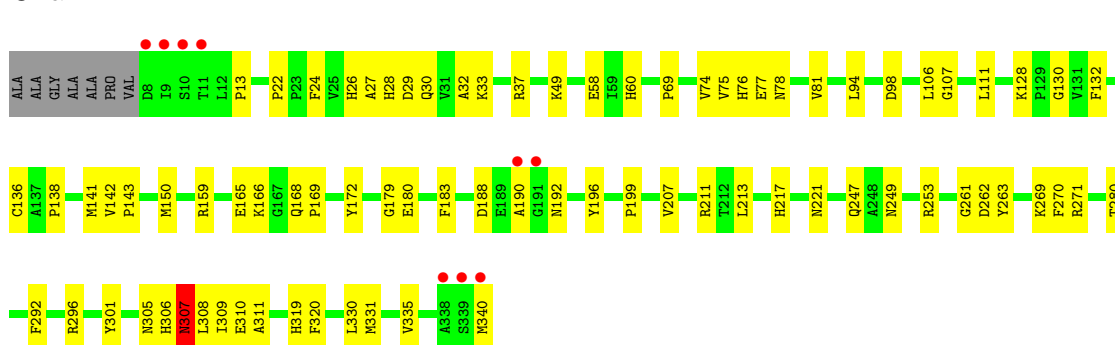 ALA ALA GLY ALA ALA PRO VAL D8 I9 S10 T11 L12 P13 P22 P23 F24 V25 H26 A27 H28 D29 Q30 V31 A32 K33 R37 K49 E58 I59 H60 P69 V74 V75 H76 E77 N78 V81 L94 D98 L106 G107 L111 K128 P129 G130 V131 F132
C136 A137 P138 M141 V142 P143 M150 R159 E165 K166 G167 Q168 P169 Y172 G179 E180 F183 D188 E189 A190 G191 N192 Y196 P199 V207 R211 T212 L213 H217 N221 Q247 A248 N249 R253 G261 D262 Y263 K269 F270 R271
F292 R296 Y301 N305 H306 N307 L308 I309 E310 A311 H319 F320 L330 M331 V335 A338 S339 M340